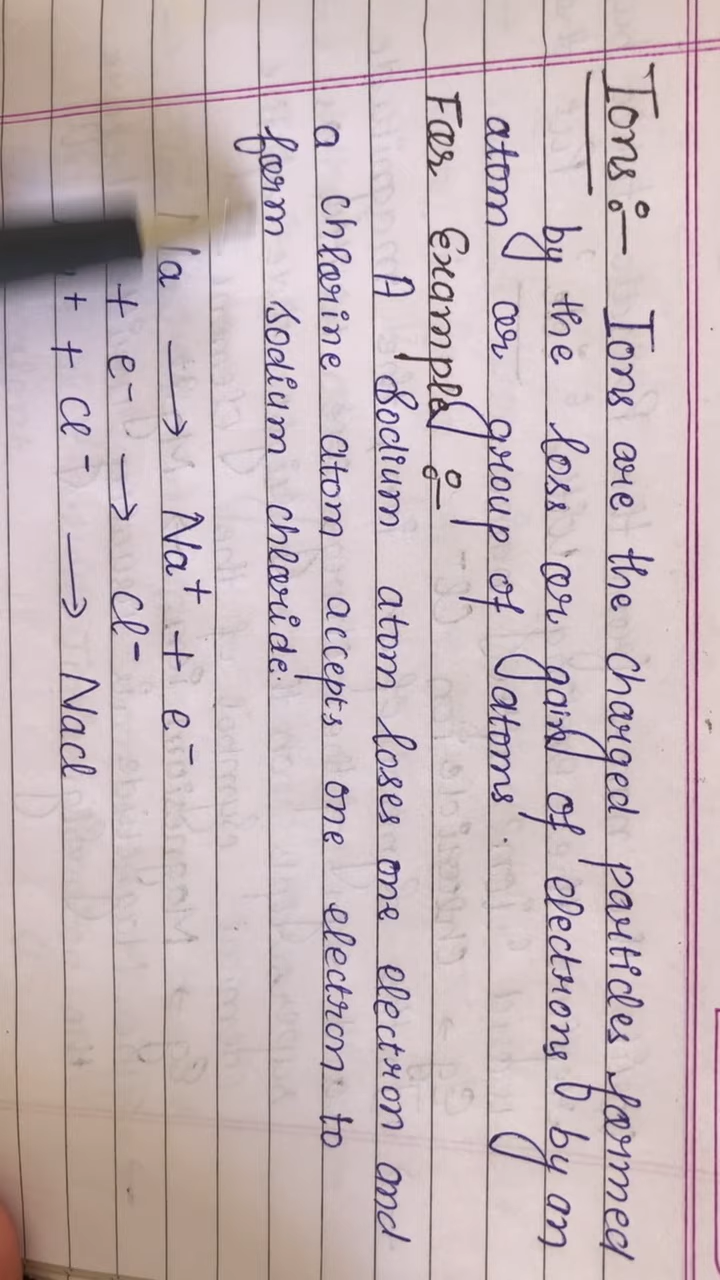 Ions :- Ions are the charged particles formed
by the loss or gain of electrons by an
atom or group of atoms.
For Example :-
A Sodium atom loses one electron and
a chlorine atom accepts one electron to
form sodium chloride.
a → Na⁺ + e⁻
+ e⁻ → Cl⁻
+ + Cl⁻ → Nacl